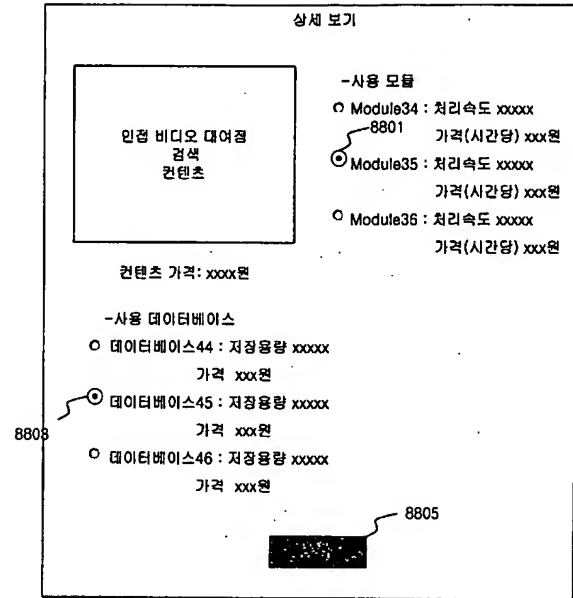 상세 보기
인접 비디오 대여점
검색
컨텐츠
컨텐츠 가격: xxxx원
-사용 모듈
Module34 : 처리속도 xxxxx
8801
가격(시간당) xxx원
Module35 : 처리속도 xxxxx
가격(시간당) xxx원
Module36 : 처리속도 xxxxx
가격(시간당) xxx원
-사용 데이터베이스
데이터베이스44 : 저장용량 xxxxx
가격 xxx원
데이터베이스45 : 저장용량 xxxxx
8803
가격 xxx원
데이터베이스46 : 저장용량 xxxxx
가격 xxx원
8805